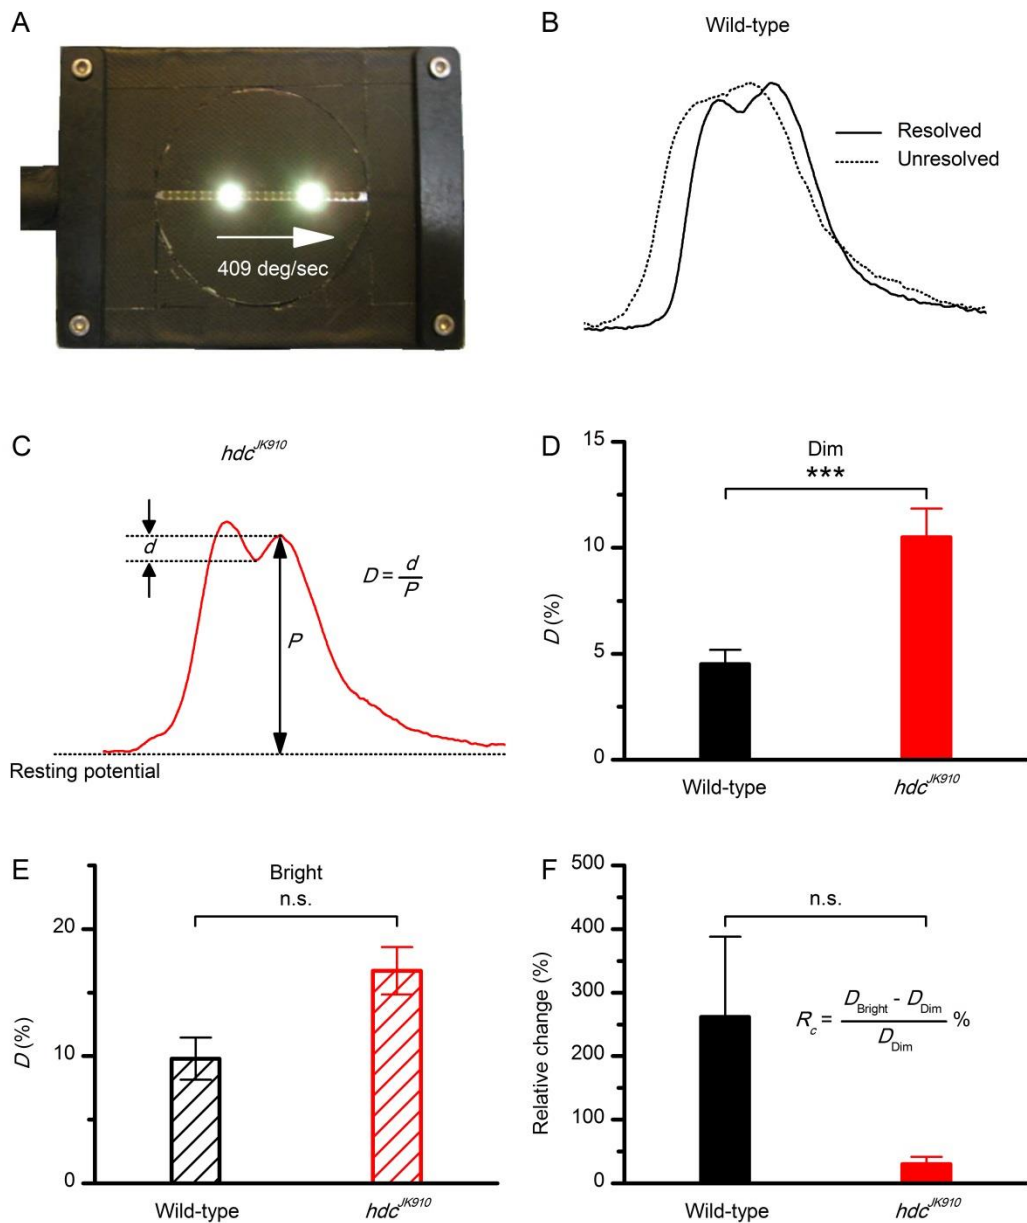 A
409 deg/sec
B
Wild-type
Resolved
Unresolved
C
hdc^JK910
d
D = d/P
P
Resting potential
D
Dim
***
15
10
5
0
D (%)
Wild-type
hdc^JK910
E
Bright
n.s.
20
10
0
D (%)
Wild-type
hdc^JK910
F
n.s.
500
400
300
250
200
100
50
0
Relative change (%)
R_c = (D_Bright - D_Dim)/D_Dim %
Wild-type
hdc^JK910